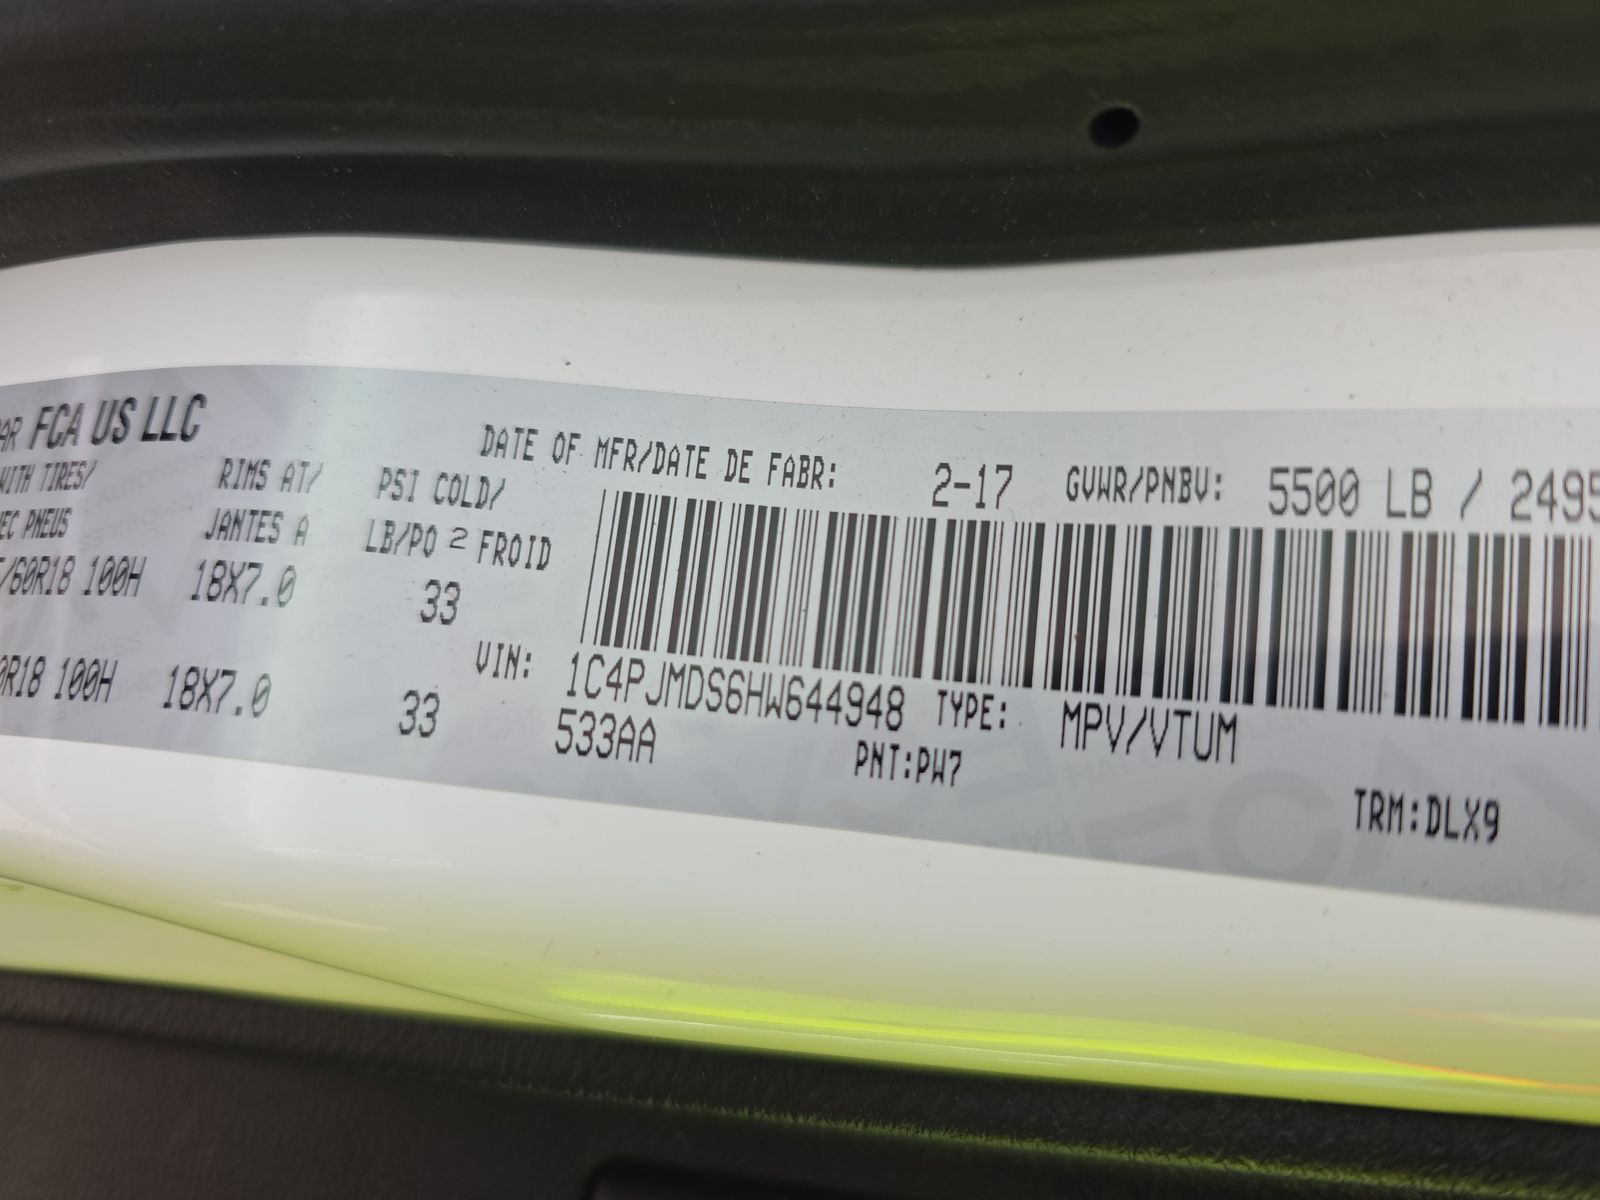 FCA US LLC
DATE OF MFR/DATE DE FABR: 2-17 GVWR/PNBV: 5500 LB / 2495
WITH TIRES/ RIMS AT/ PSI COLD/
PNEUS JANTES A LB/PO 2 FROID
/60R18 100H 18X7.0 33
R18 100H 18X7.0 33
VIN: 1C4PJMDS6HW644948 TYPE: MPV/VTUM
533AA PNT:PW7 TRM:DLX9